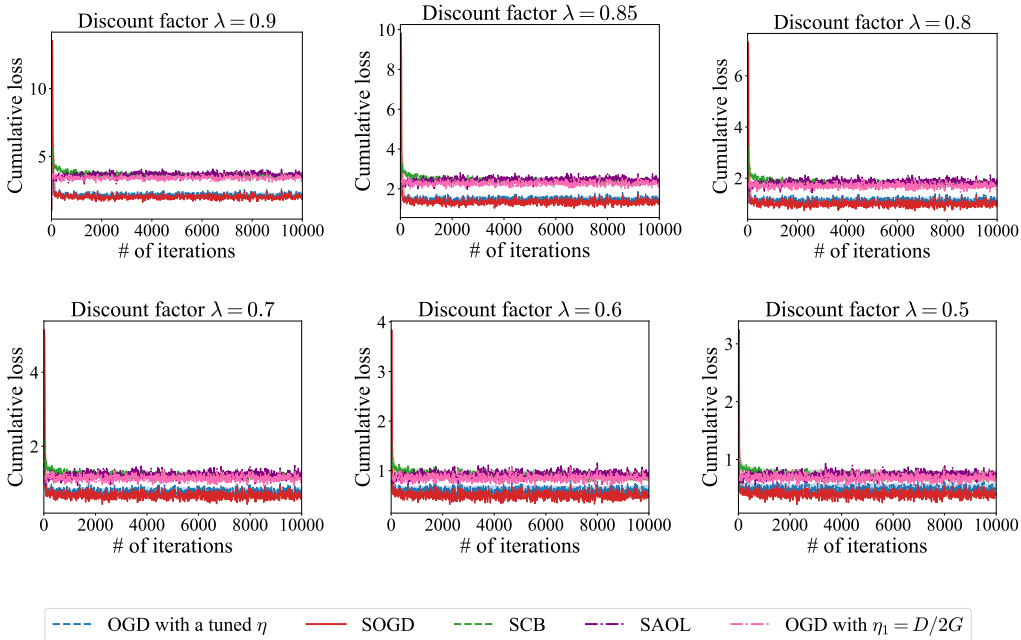 Discount factor λ = 0.9
Cumulative loss
10
5
0 2000 4000 6000 8000 10000
# of iterations
Discount factor λ = 0.85
Cumulative loss
10
8
6
4
2
0 2000 4000 6000 8000 10000
# of iterations
Discount factor λ = 0.8
Cumulative loss
6
4
2
0 2000 4000 6000 8000 10000
# of iterations
Discount factor λ = 0.7
Cumulative loss
4
2
0 2000 4000 6000 8000 10000
# of iterations
Discount factor λ = 0.6
Cumulative loss
4
3
2
1
0 2000 4000 6000 8000 10000
# of iterations
Discount factor λ = 0.5
Cumulative loss
3
2
1
0 2000 4000 6000 8000 10000
# of iterations
OGD with a tuned η SOGD SCB SAOL OGD with η₁ = D/2G